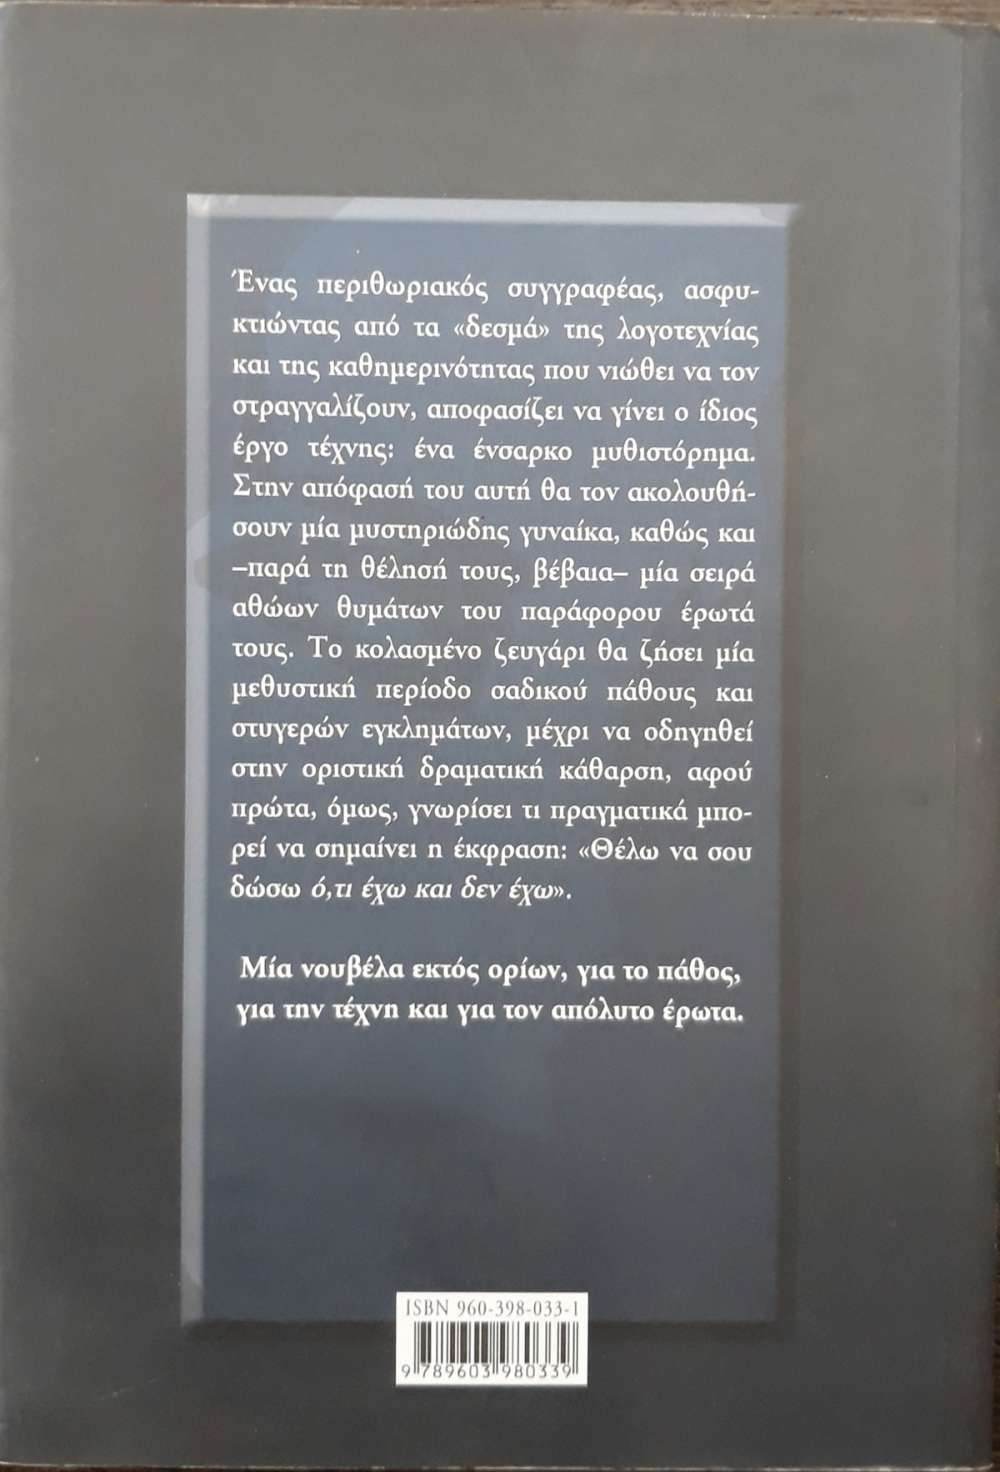 Ένας περιθωριακός συγγραφέας, ασφυ-
κτιώντας από τα «δεσμά» της λογοτεχνίας
και της καθημερινότητας που νιώθει να τον
στραγγαλίζουν, αποφασίζει να γίνει ο ίδιος
έργο τέχνης: ένα ένσαρκο μυθιστόρημα.
Στην απόφασή του αυτή θα τον ακολουθή-
σουν μία μυστηριώδης γυναίκα, καθώς και
–παρά τη θέλησή τους, βέβαια– μία σειρά
αθώων θυμάτων του παράφορου έρωτά
τους. Το κολασμένο ζευγάρι θα ζήσει μία
μεθυστική περίοδο σαδικού πάθους και
στυγερών εγκλημάτων, μέχρι να οδηγηθεί
στην οριστική δραματική κάθαρση, αφού
πρώτα, όμως, γνωρίσει τι πραγματικά μπο-
ρεί να σημαίνει η έκφραση: «Θέλω να σου
δώσω ό,τι έχω και δεν έχω».
Μία νουβέλα εκτός ορίων, για το πάθος,
για την τέχνη και για τον απόλυτο έρωτα.
ISBN 960-398-033-1
9 789603 980339